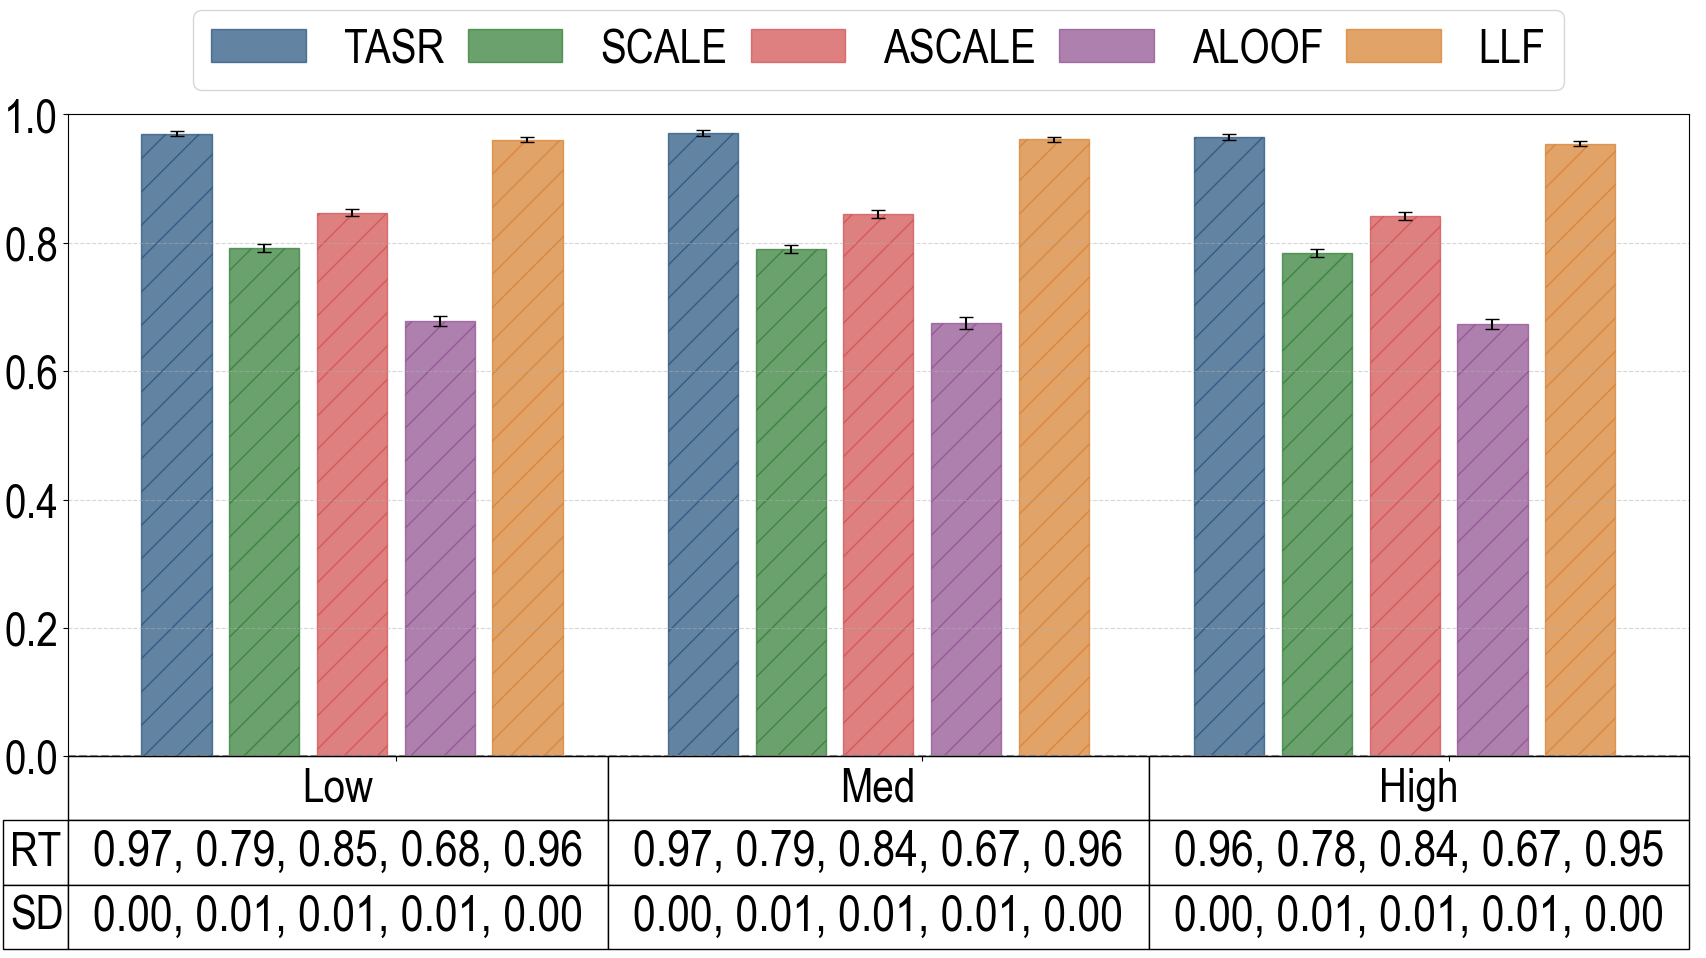 TASR SCALE ASCALE ALOOF LLF
1.0
0.8
0.6
0.4
0.2
0.0
Low Med High
RT 0.97, 0.79, 0.85, 0.68, 0.96 0.97, 0.79, 0.84, 0.67, 0.96 0.96, 0.78, 0.84, 0.67, 0.95
SD 0.00, 0.01, 0.01, 0.01, 0.00 0.00, 0.01, 0.01, 0.01, 0.00 0.00, 0.01, 0.01, 0.01, 0.00